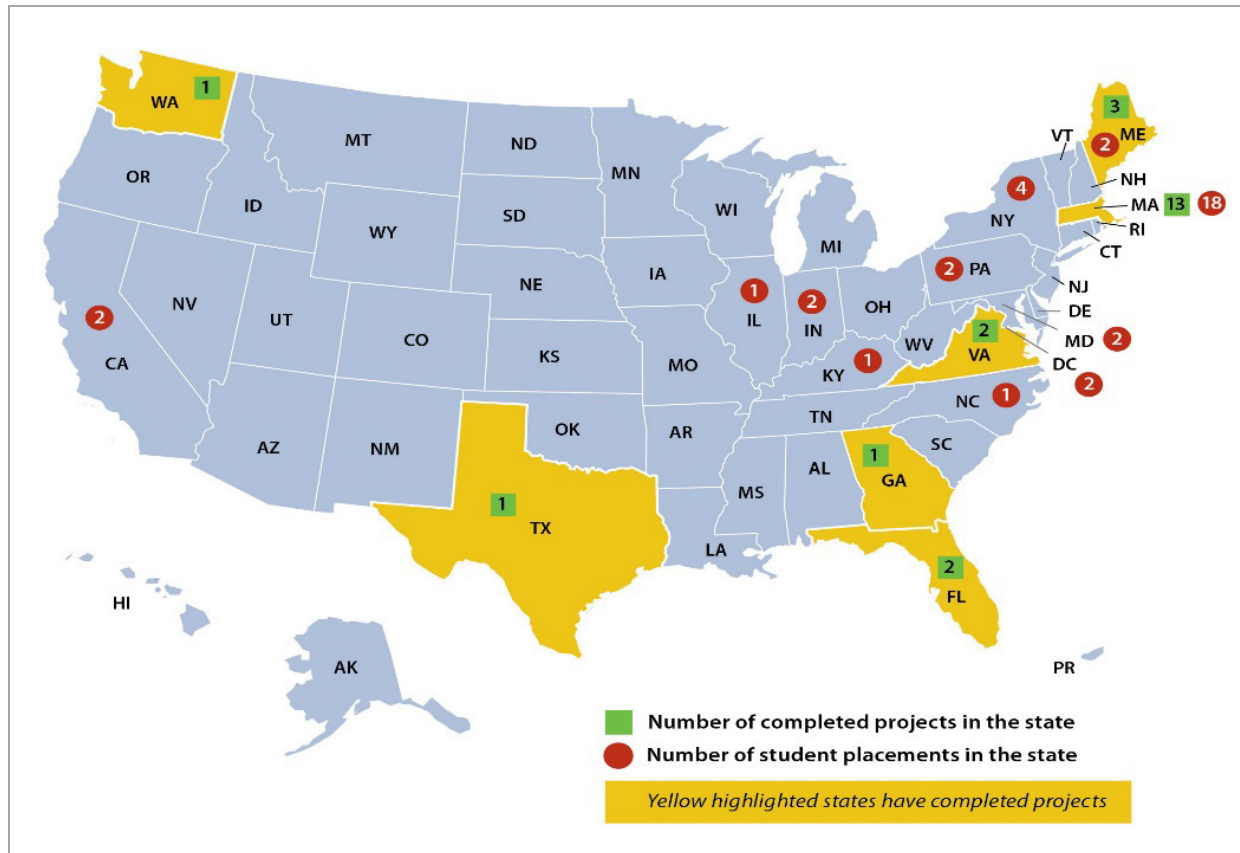 WA
1
MT
ND
MN
OR
ID
SD
WI
WY
MI
3
ME
2
VT
NH
4
NY
MA 13 18
RI
CT
2
PA
NJ
DE
MD 2
DC
2
IA
NE
1
IL
2
IN
OH
WV
2
VA
2
CA
NV
UT
CO
KS
MO
KY
1
NC
1
TN
SC
AZ
NM
OK
AR
1
GA
AL
MS
1
TX
LA
2
FL
HI
AK
PR
Number of completed projects in the state
Number of student placements in the state
Yellow highlighted states have completed projects